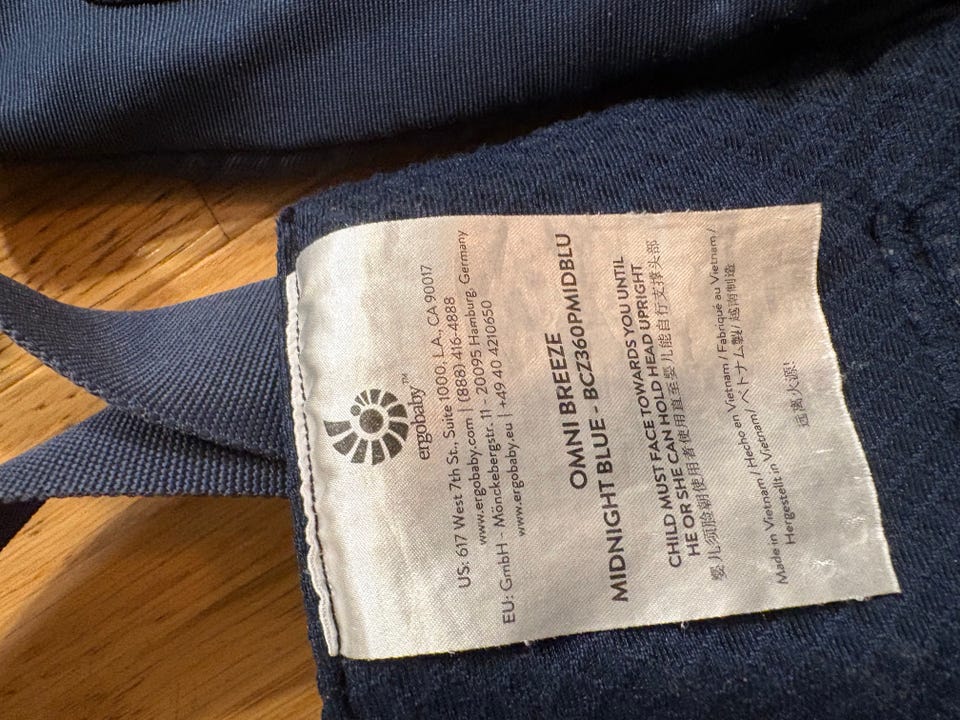 ergobaby™
US: 617 West 7th St., Suite 1000, L.A., CA 90017
www.ergobaby.com | (888) 416-4888
EU: GmbH - Mönckebergstr. 11 - 20095 Hamburg, Germany
www.ergobaby.eu | +49 40 4210650
OMNI BREEZE
MIDNIGHT BLUE - BCZ360PMIDBLU
CHILD MUST FACE TOWARDS YOU UNTIL
HE OR SHE CAN HOLD HEAD UPRIGHT
婴儿须脸朝使用者使用直至婴儿能自行支撑头部
Made in Vietnam / Hecho en Vietnam / Fabriqué au Vietnam /
Hergestellt in Vietnam/ ベトナム製/ 越南制造
远离火源!